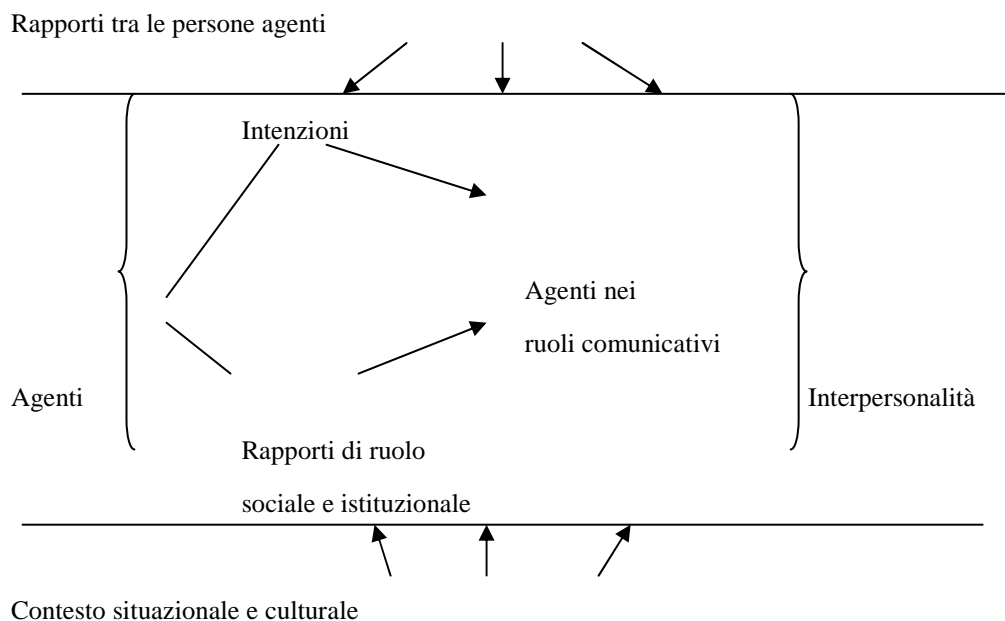 Rapporti tra le persone agenti
Intenzioni
Agenti nei
ruoli comunicativi
Agenti
Interpersonalità
Rapporti di ruolo
sociale e istituzionale
Contesto situazionale e culturale